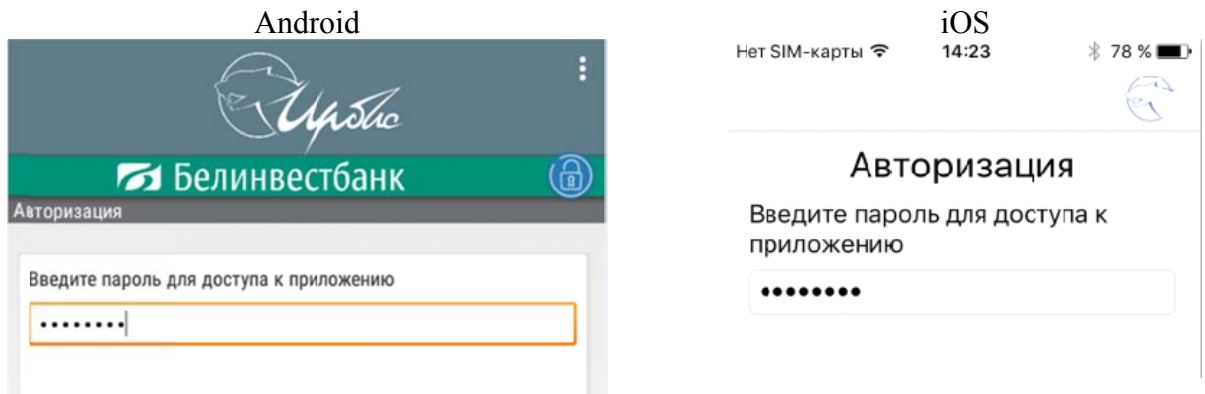 Android
Ирбис
Белинвестбанк
Авторизация
Введите пароль для доступа к приложению
••••••••
iOS
Нет SIM-карты 14:23 78 %
Авторизация
Введите пароль для доступа к
приложению
••••••••